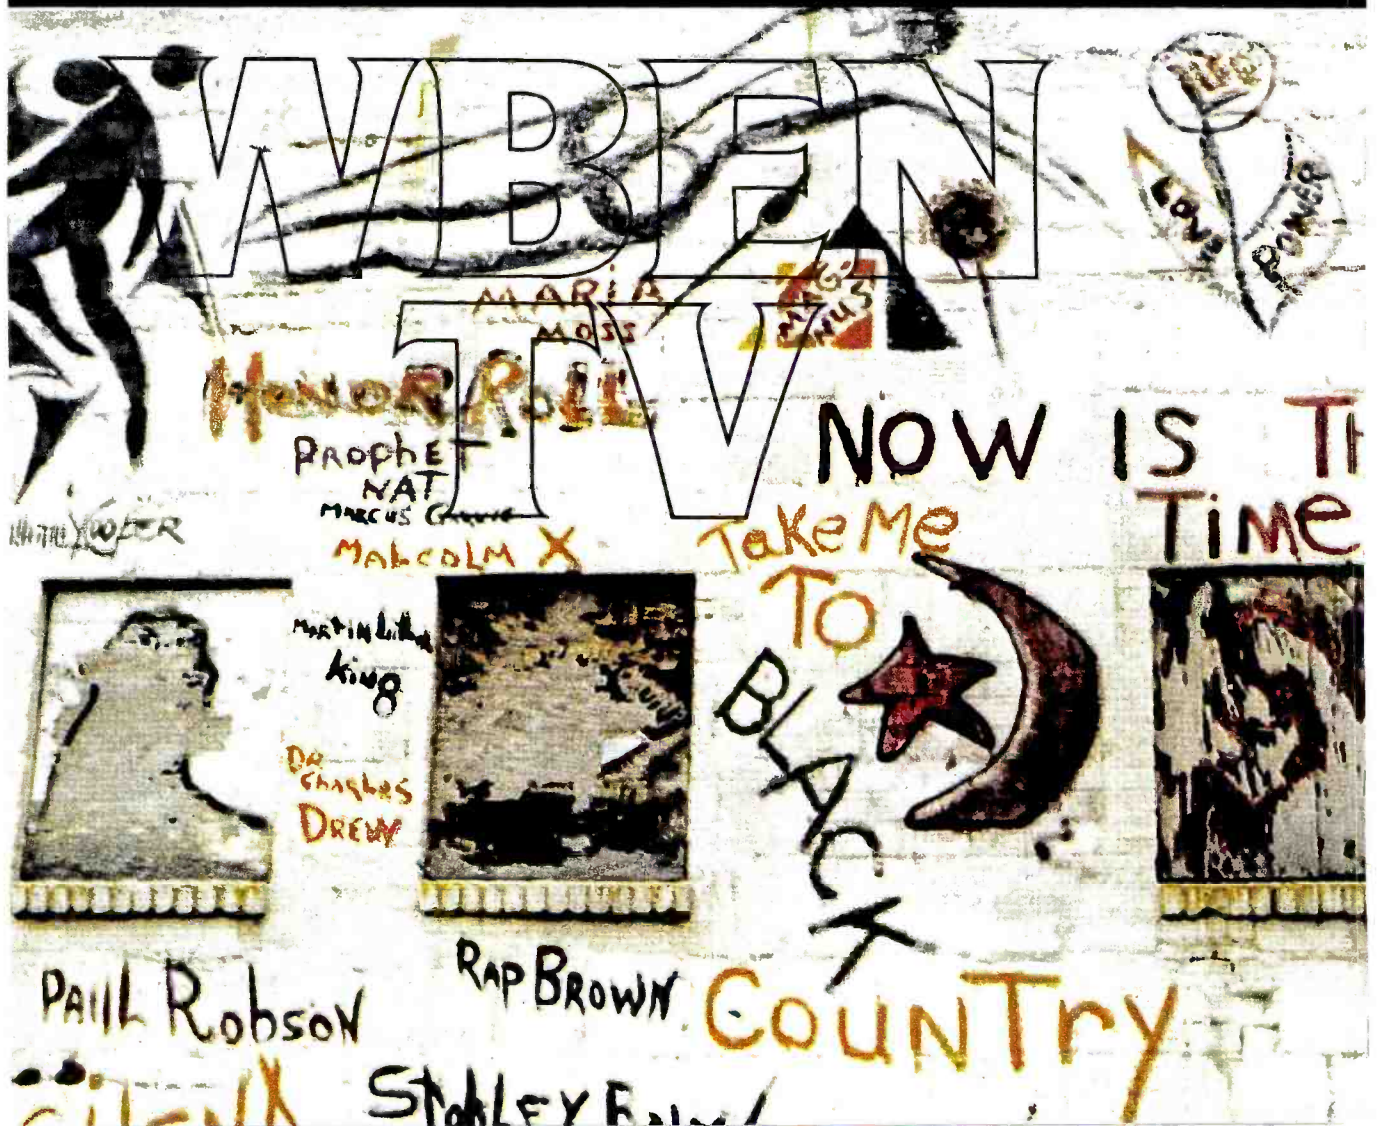 WBEN
TV
LOVE
POWER
MARIA
MOSS
HONOR ROLL
PROPHET
NAT
MARCUS
MALCOLM X
MARTIN
King
DR
Charles
DREW
NOW IS TH
TIME
Take Me
TO
BLACK
COUNTRY
PAUL RobsoN
RAP BROWN